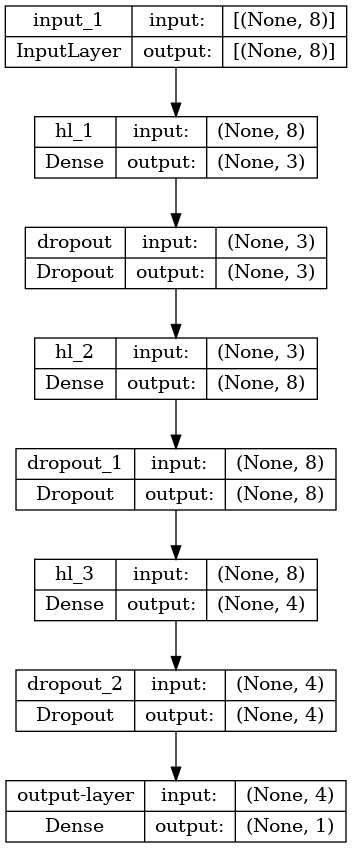 input_1 input: [(None, 8)]
InputLayer output: [(None, 8)]
hl_1 input: (None, 8)
Dense output: (None, 3)
dropout input: (None, 3)
Dropout output: (None, 3)
hl_2 input: (None, 3)
Dense output: (None, 8)
dropout_1 input: (None, 8)
Dropout output: (None, 8)
hl_3 input: (None, 8)
Dense output: (None, 4)
dropout_2 input: (None, 4)
Dropout output: (None, 4)
output-layer input: (None, 4)
Dense output: (None, 1)